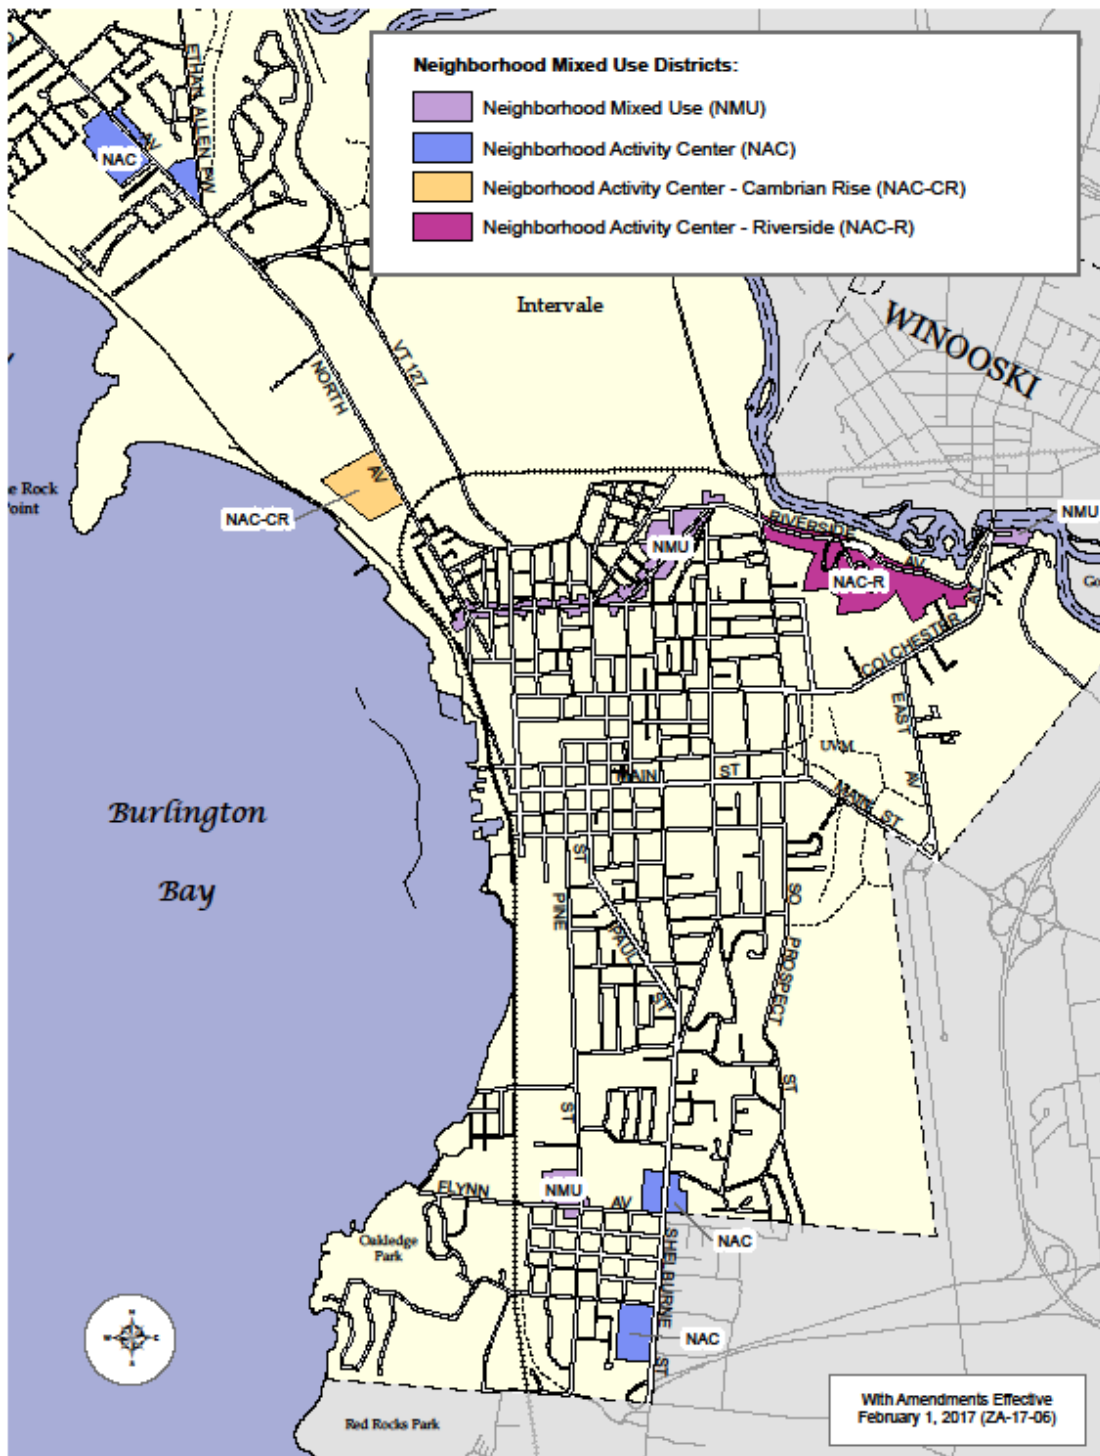 Neighborhood Mixed Use Districts:
Neighborhood Mixed Use (NMU)
Neighborhood Activity Center (NAC)
Neigborhood Activity Center - Cambrian Rise (NAC-CR)
Neighborhood Activity Center - Riverside (NAC-R)
ETHAN ALLEN PW
AV
NAC
Intervale
WINOOSKI
VT 127
NORTH
AV
Rock
NAC-CR
NMU
RIVERSIDE
AV
NMU
NAC-R
AV
COLCHESTER
EAST
AV
UVM
MAIN
ST
MAIN ST
Burlington
Bay
ST
PINE
PAUL
ST
SO
PROSPECT
ST
ST
FLYNN
NMU
AV
NAC
Oakledge
Park
SHELBURNE
NAC
ST
N
W
E
S
Red Rocks Park
With Amendments Effective
February 1, 2017 (ZA-17-06)